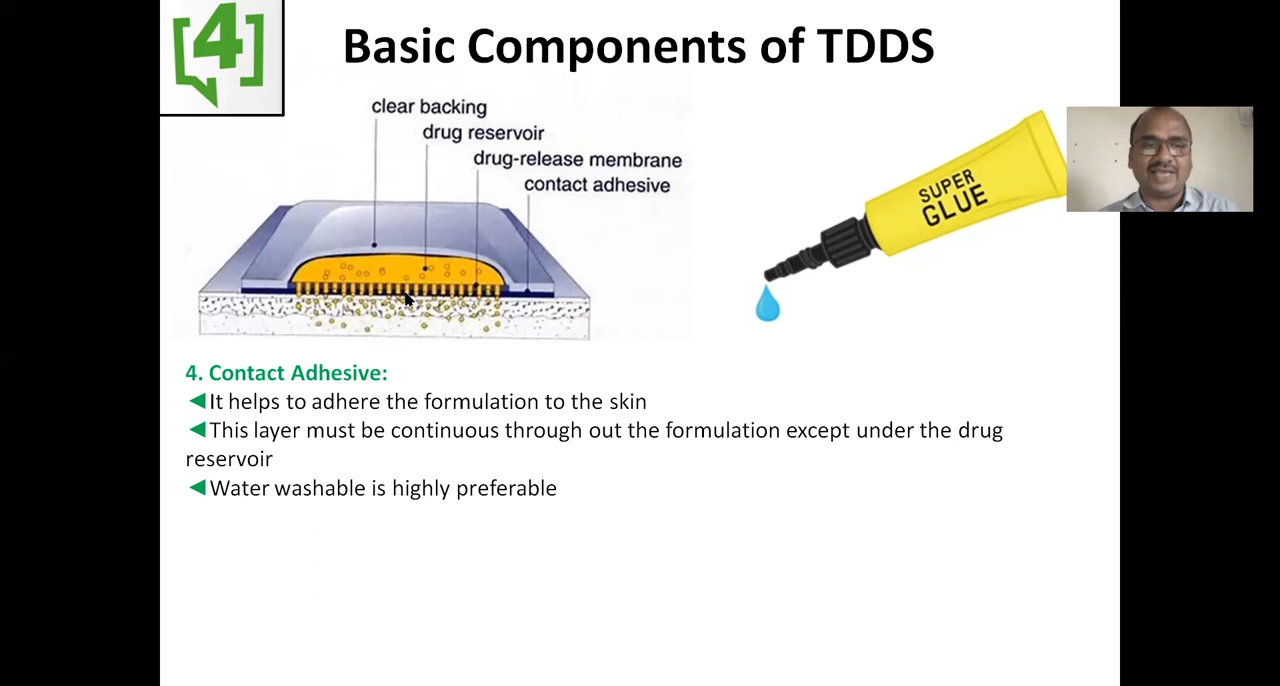 [4]
Basic Components of TDDS
clear backing
drug reservoir
drug-release membrane
contact adhesive
SUPER
GLUE
4. Contact Adhesive:
◄It helps to adhere the formulation to the skin
◄This layer must be continuous through out the formulation except under the drug
reservoir
◄Water washable is highly preferable